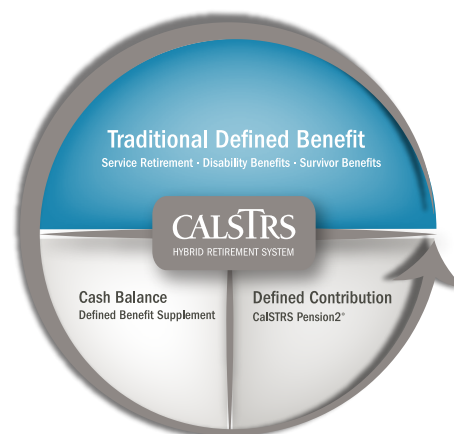 Traditional Defined Benefit
Service Retirement · Disability Benefits · Survivor Benefits
CALSTRS
HYBRID RETIREMENT SYSTEM
Cash Balance
Defined Benefit Supplement
Defined Contribution
CalSTRS Pension2®